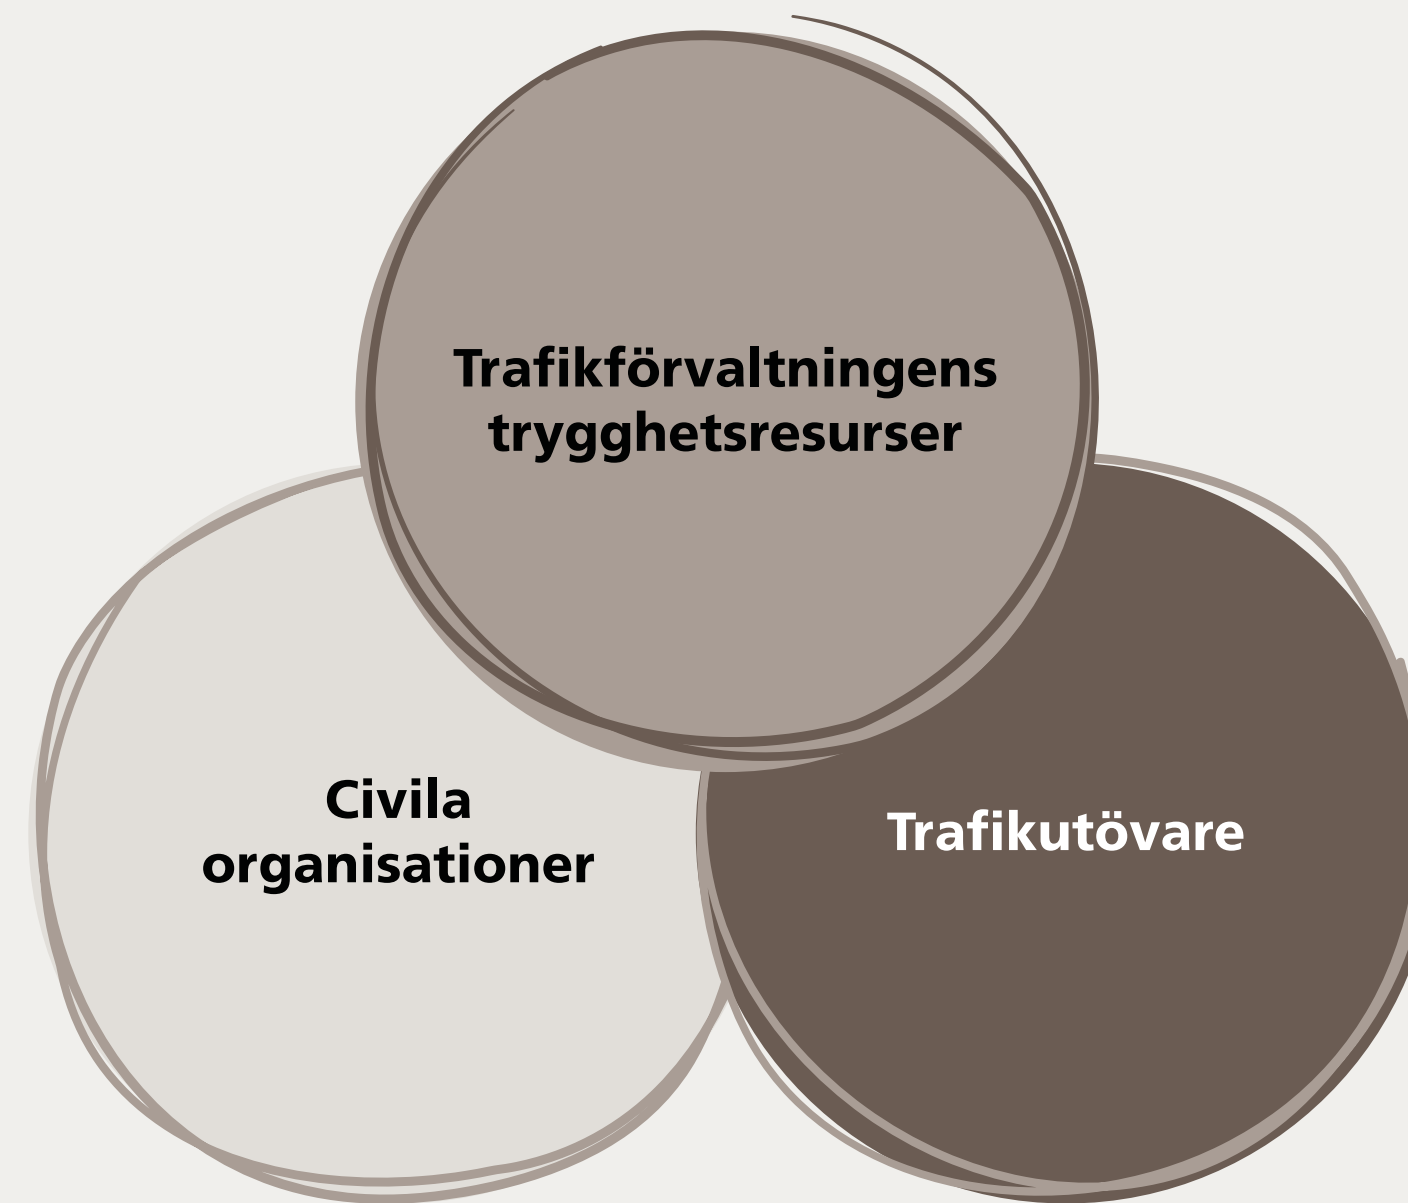 Trafikförvaltningens
trygghetsresurser
Civila
organisationer
Trafikutövare